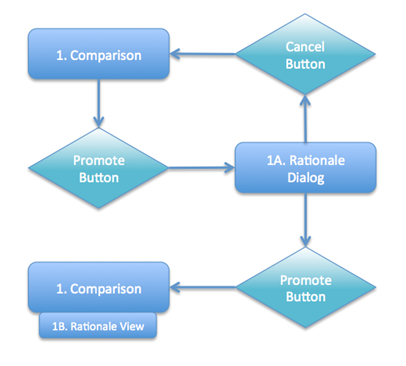 1. Comparison
Cancel
Button
Promote
Button
1A. Rationale
Dialog
1. Comparison
1B. Rationale View
Promote
Button